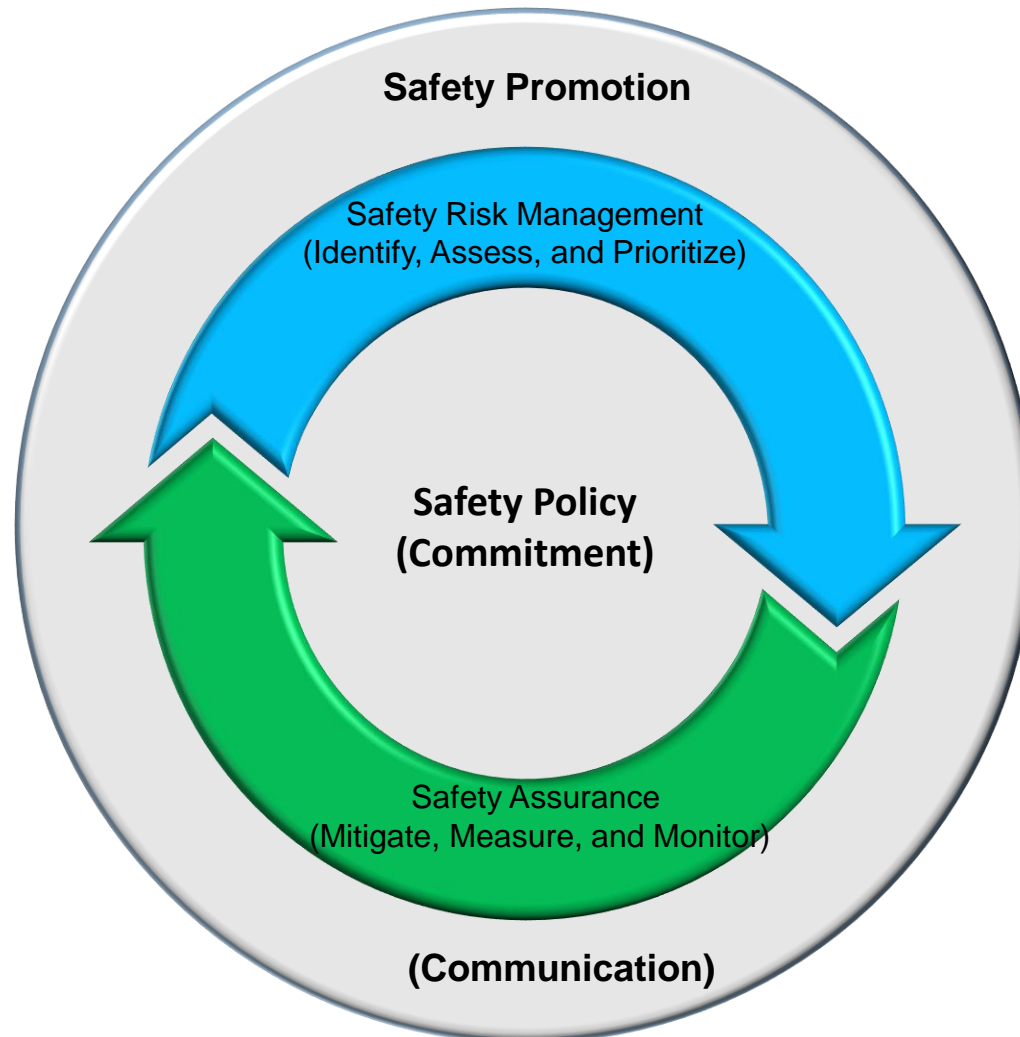 Safety Promotion
Safety Risk Management
(Identify, Assess, and Prioritize)
Safety Policy
(Commitment)
Safety Assurance
(Mitigate, Measure, and Monitor)
(Communication)